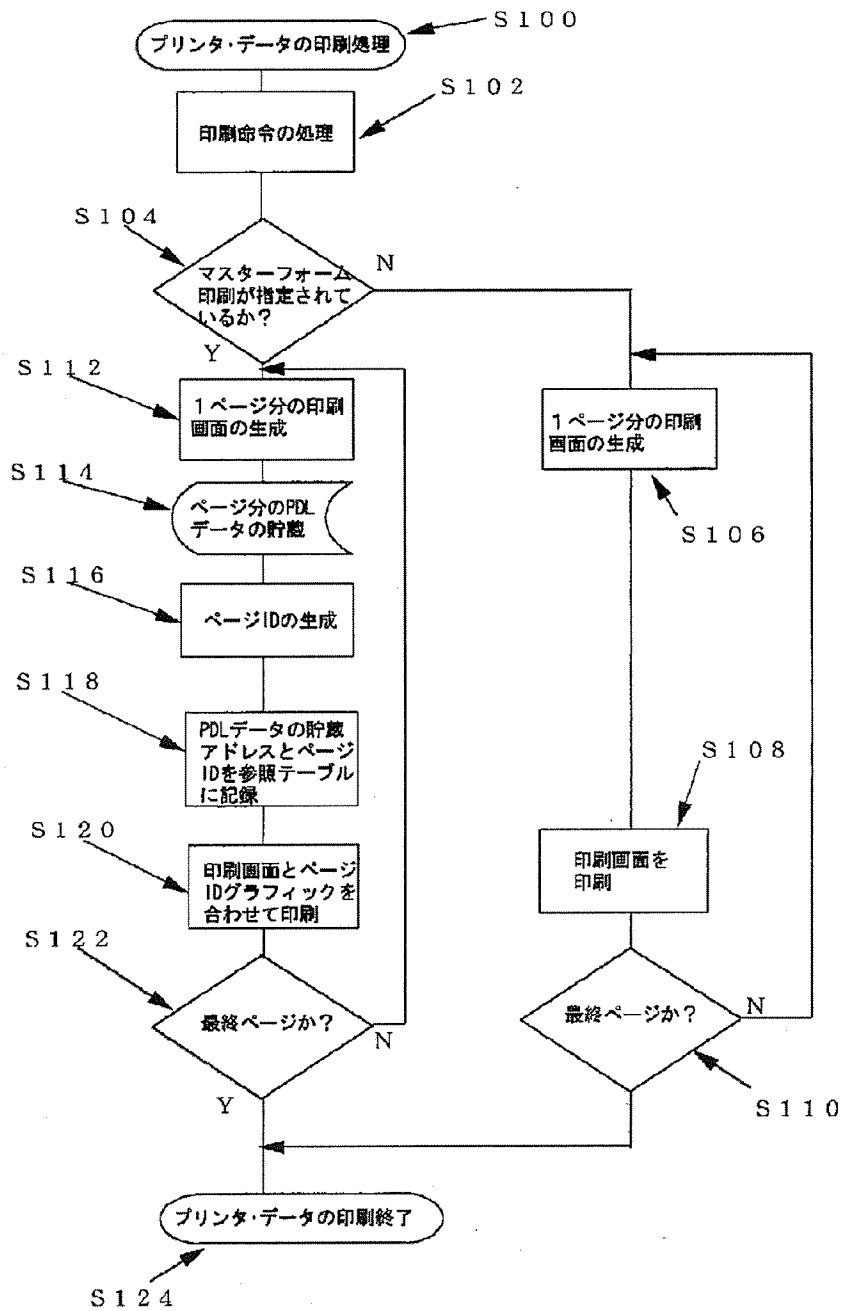 プリンタ・データの印刷処理
S100
印刷命令の処理
S102
S104
マスターフォーム
印刷が指定されて
いるか?
N
Y
S112
1ページ分の印刷
画面の生成
S114
ページ分のPDL
データの貯蔵
S116
ページIDの生成
S118
PDLデータの貯蔵
アドレスとページ
IDを参照テーブル
に記録
S120
印刷画面とページ
IDグラフィックを
合わせて印刷
S122
最終ページか?
N
Y
1ページ分の印刷
画面の生成
S106
S108
印刷画面を
印刷
最終ページか?
N
S110
プリンタ・データの印刷終了
S124